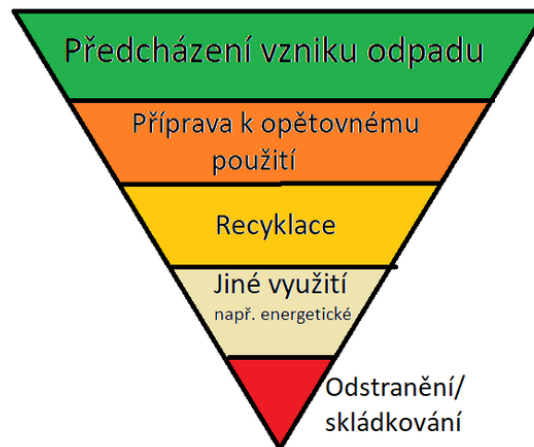 Předcházení vzniku odpadu
Příprava k opětovnému
použití
Recyklace
Jiné využití
např. energetické
Odstranění/
skládkování